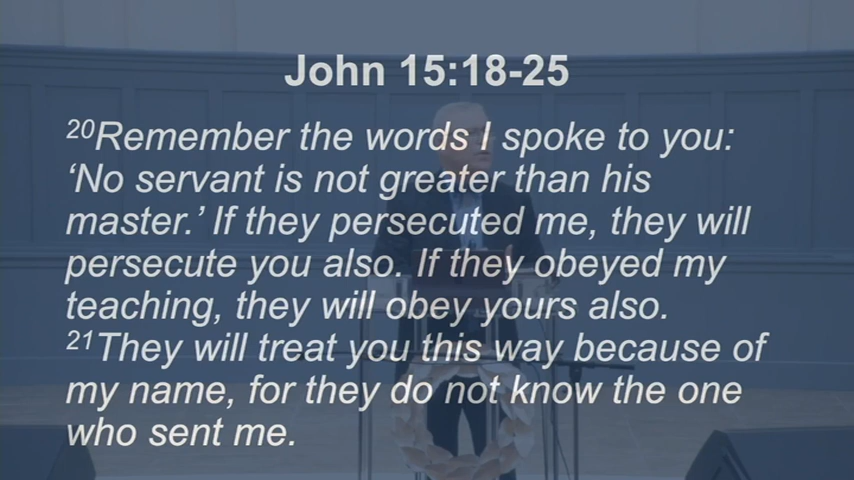 John 15:18-25
20Remember the words I spoke to you:
‘No servant is not greater than his
master.’ If they persecuted me, they will
persecute you also. If they obeyed my
teaching, they will obey yours also.
21They will treat you this way because of
my name, for they do not know the one
who sent me.